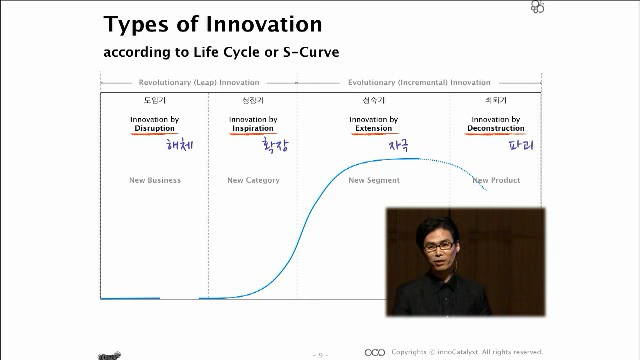 Types of Innovation
according to Life Cycle or S-Curve
Revolutionary (Leap) Innovation
Evolutionary (Incremental) Innovation
도입기
성장기
성숙기
쇠퇴기
Innovation by
Disruption
Innovation by
Inspiration
Innovation by
Extension
Innovation by
Deconstruction
해체
확장
자극
파괴
New Business
New Category
New Segment
New Product
- 9 -
Copyrights ⓒ innoCatalyst. All rights reserved.